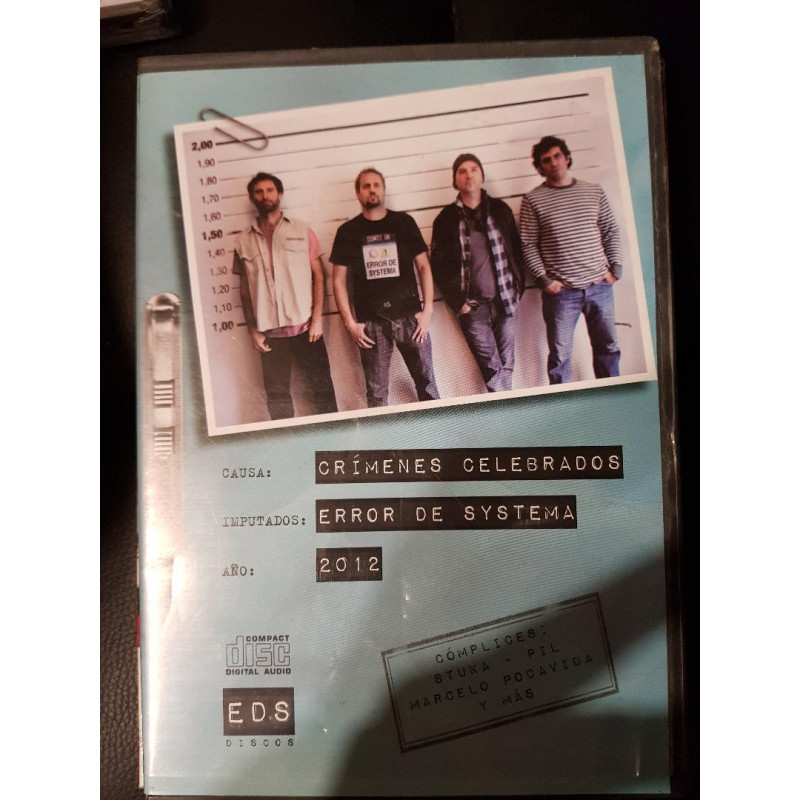 2,00
1,90
1,80
1,70
1,60
1,50
1,40
1,30
1,20
1,10
1,00
SOMOS UN
ERROR DE
SYSTEMA
CAUSA: CRÍMENES CELEBRADOS
IMPUTADOS: ERROR DE SYSTEMA
AÑO: 2012
COMPACT
disc
DIGITAL AUDIO
EDS
DISCOS
CÓMPLICES:
STUKA - PIL
MARCELO POCAVIDA
Y MÁS